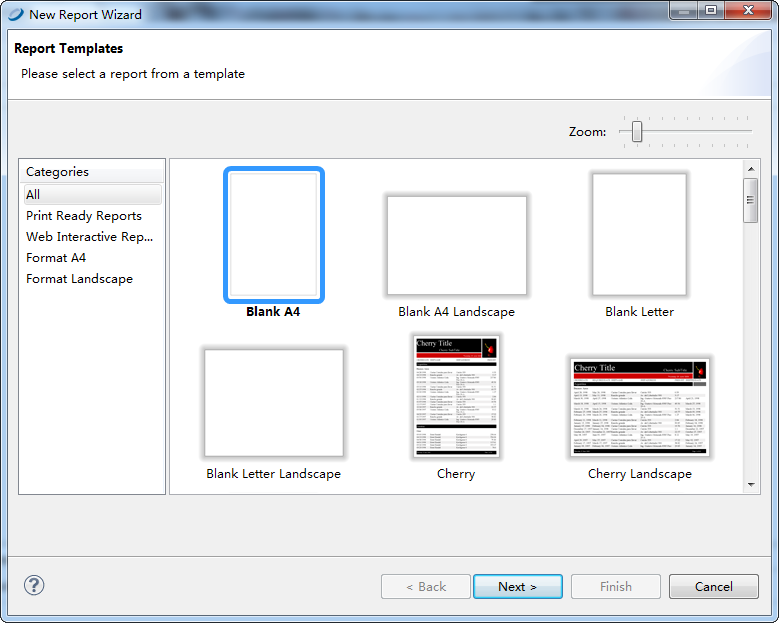 New Report Wizard
Report Templates
Please select a report from a template
Zoom:
Categories
All
Print Ready Reports
Web Interactive Rep...
Format A4
Format Landscape
Blank A4
Blank A4 Landscape
Blank Letter
Cherry Title
Cherry Title
Blank Letter Landscape
Cherry
Cherry Landscape
?
< Back
Next >
Finish
Cancel